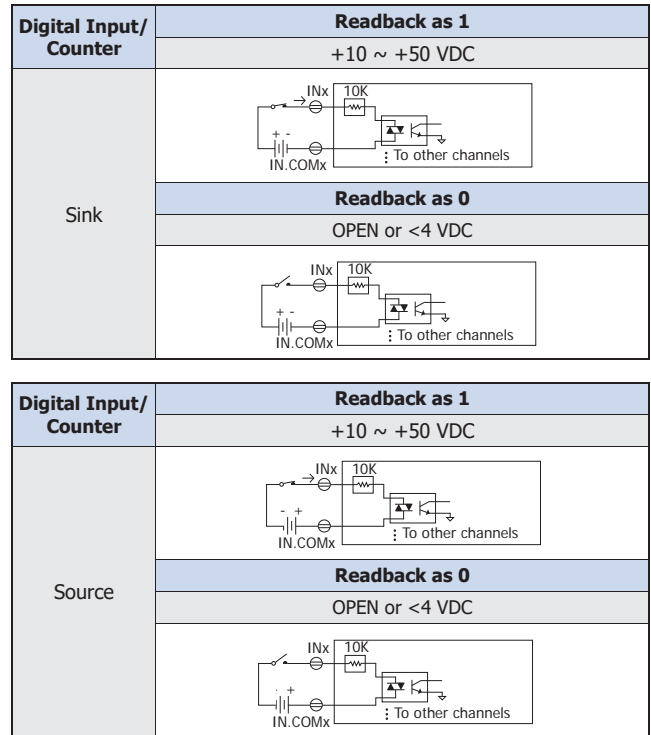 Digital Input/
Counter
Readback as 1
+10 ~ +50 VDC
Sink
INx
10K
+ -
IN.COMx
To other channels
Readback as 0
OPEN or <4 VDC
INx
10K
+ -
IN.COMx
To other channels
Digital Input/
Counter
Readback as 1
+10 ~ +50 VDC
Source
INx
10K
- +
IN.COMx
To other channels
Readback as 0
OPEN or <4 VDC
INx
10K
- +
IN.COMx
To other channels